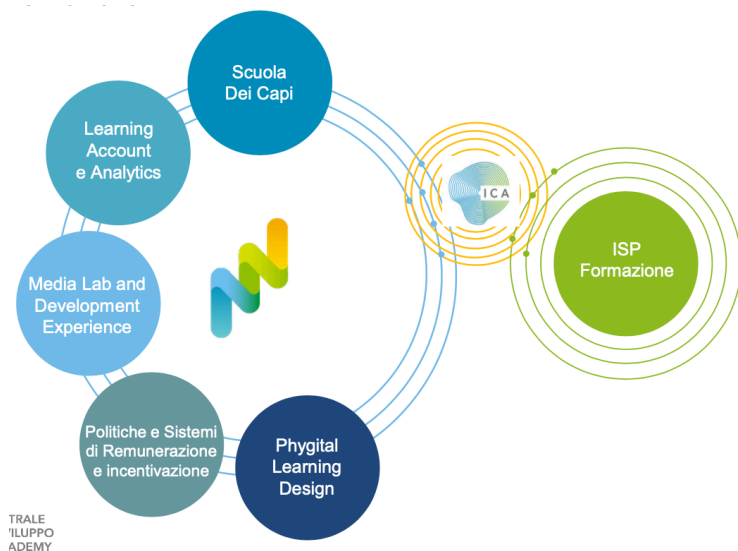 Scuola
Dei Capi
Learning
Account
e Analytics
ICA
ISP
Formazione
Media Lab and
Development
Experience
Politiche e Sistemi
di Remunerazione
e incentivazione
Phygital
Learning
Design
TRALE
VILUPPO
ADEMY